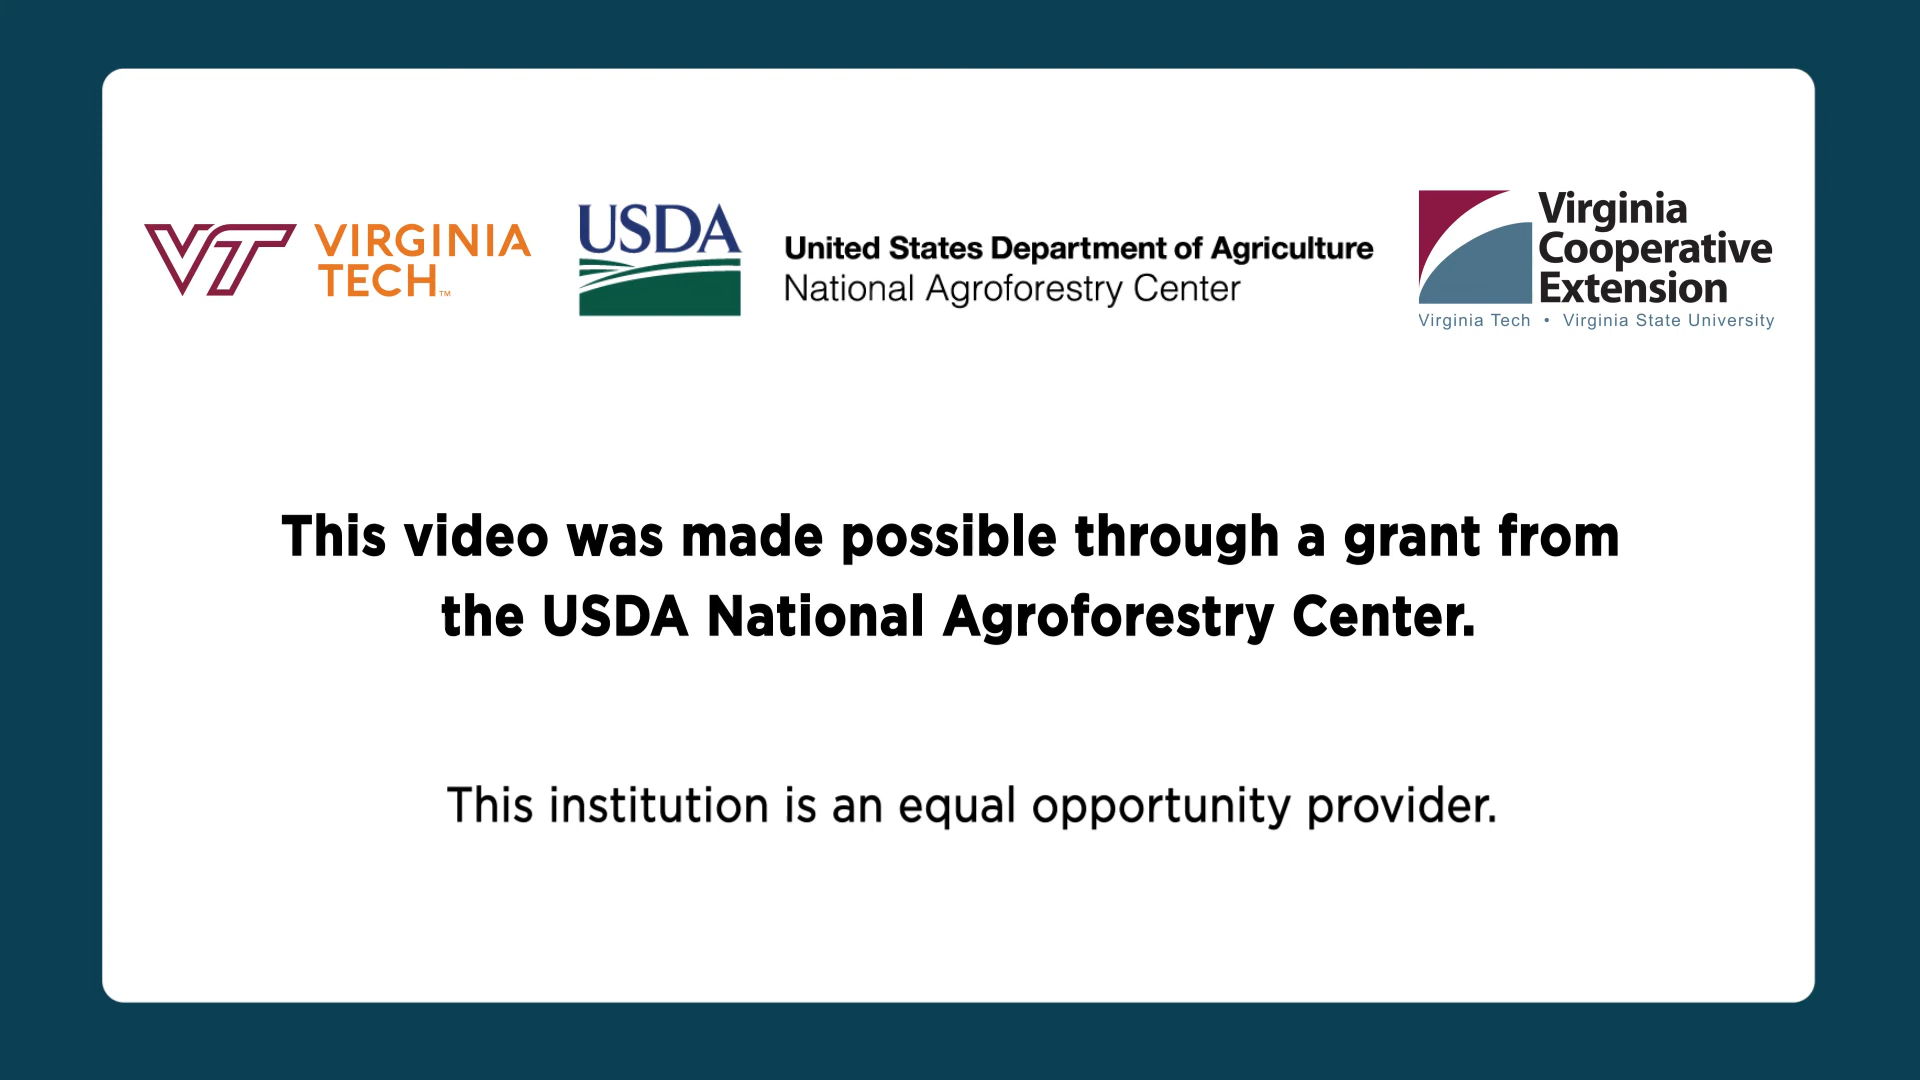 VT VIRGINIA
TECH™
USDA
United States Department of Agriculture
National Agroforestry Center
Virginia
Cooperative
Extension
Virginia Tech • Virginia State University
This video was made possible through a grant from
the USDA National Agroforestry Center.
This institution is an equal opportunity provider.